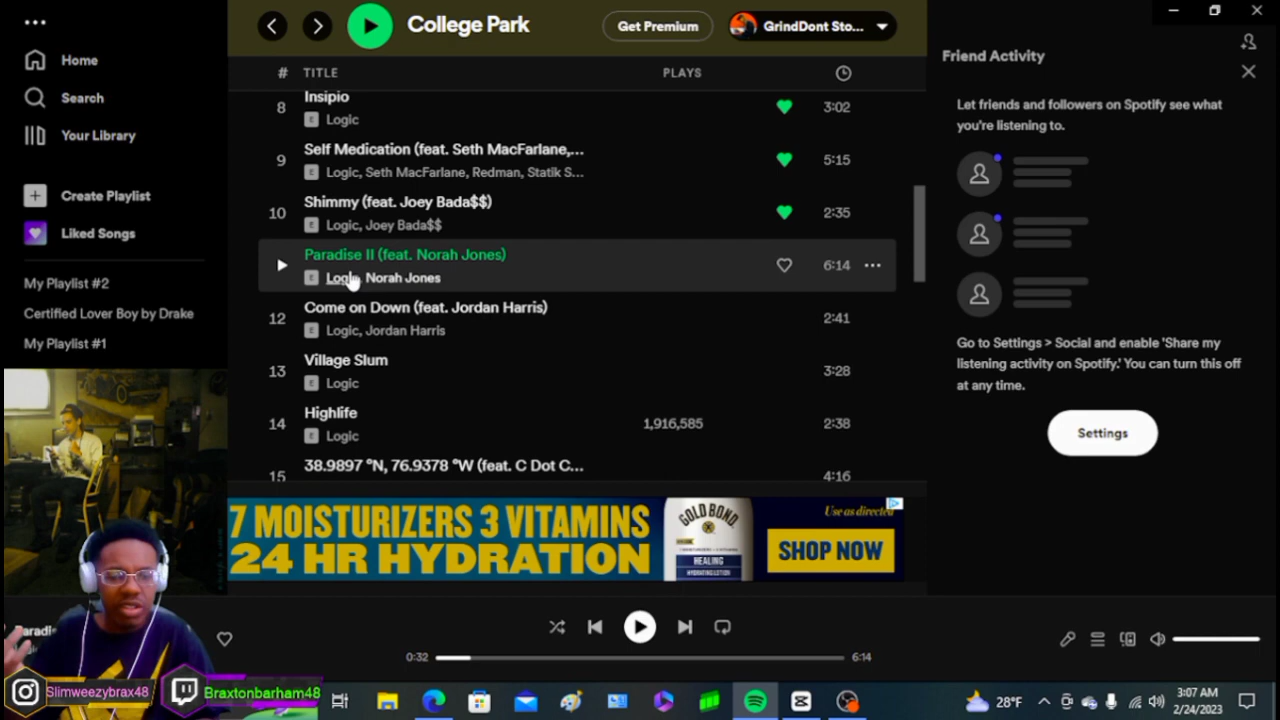 Home
Search
Your Library
Create Playlist
Liked Songs
My Playlist #2
Certified Lover Boy by Drake
My Playlist #1
College Park
Get Premium
GrindDont Sto...
# TITLE PLAYS
8 Insipio 3:02
E Logic
9 Self Medication (feat. Seth MacFarlane,... 5:15
E Logic, Seth MacFarlane, Redman, Statik S...
10 Shimmy (feat. Joey Bada$$) 2:35
E Logic, Joey Bada$$
Paradise II (feat. Norah Jones) 6:14
E Logic, Norah Jones
12 Come on Down (feat. Jordan Harris) 2:41
E Logic, Jordan Harris
13 Village Slum 3:28
E Logic
14 Highlife 1,916,585 2:38
E Logic
15 38.9897 °N, 76.9378 °W (feat. C Dot C... 4:16
Friend Activity
Let friends and followers on Spotify see what
you're listening to.
Go to Settings > Social and enable 'Share my
listening activity on Spotify.' You can turn this off
at any time.
Settings
7 MOISTURIZERS 3 VITAMINS
24 HR HYDRATION
GOLD BOND
HEALING
Use as directed
SHOP NOW
Paradis
0:32 6:14
Slimweezybrax48
Braxtonbarham48
28°F
3:07 AM
2/24/2023